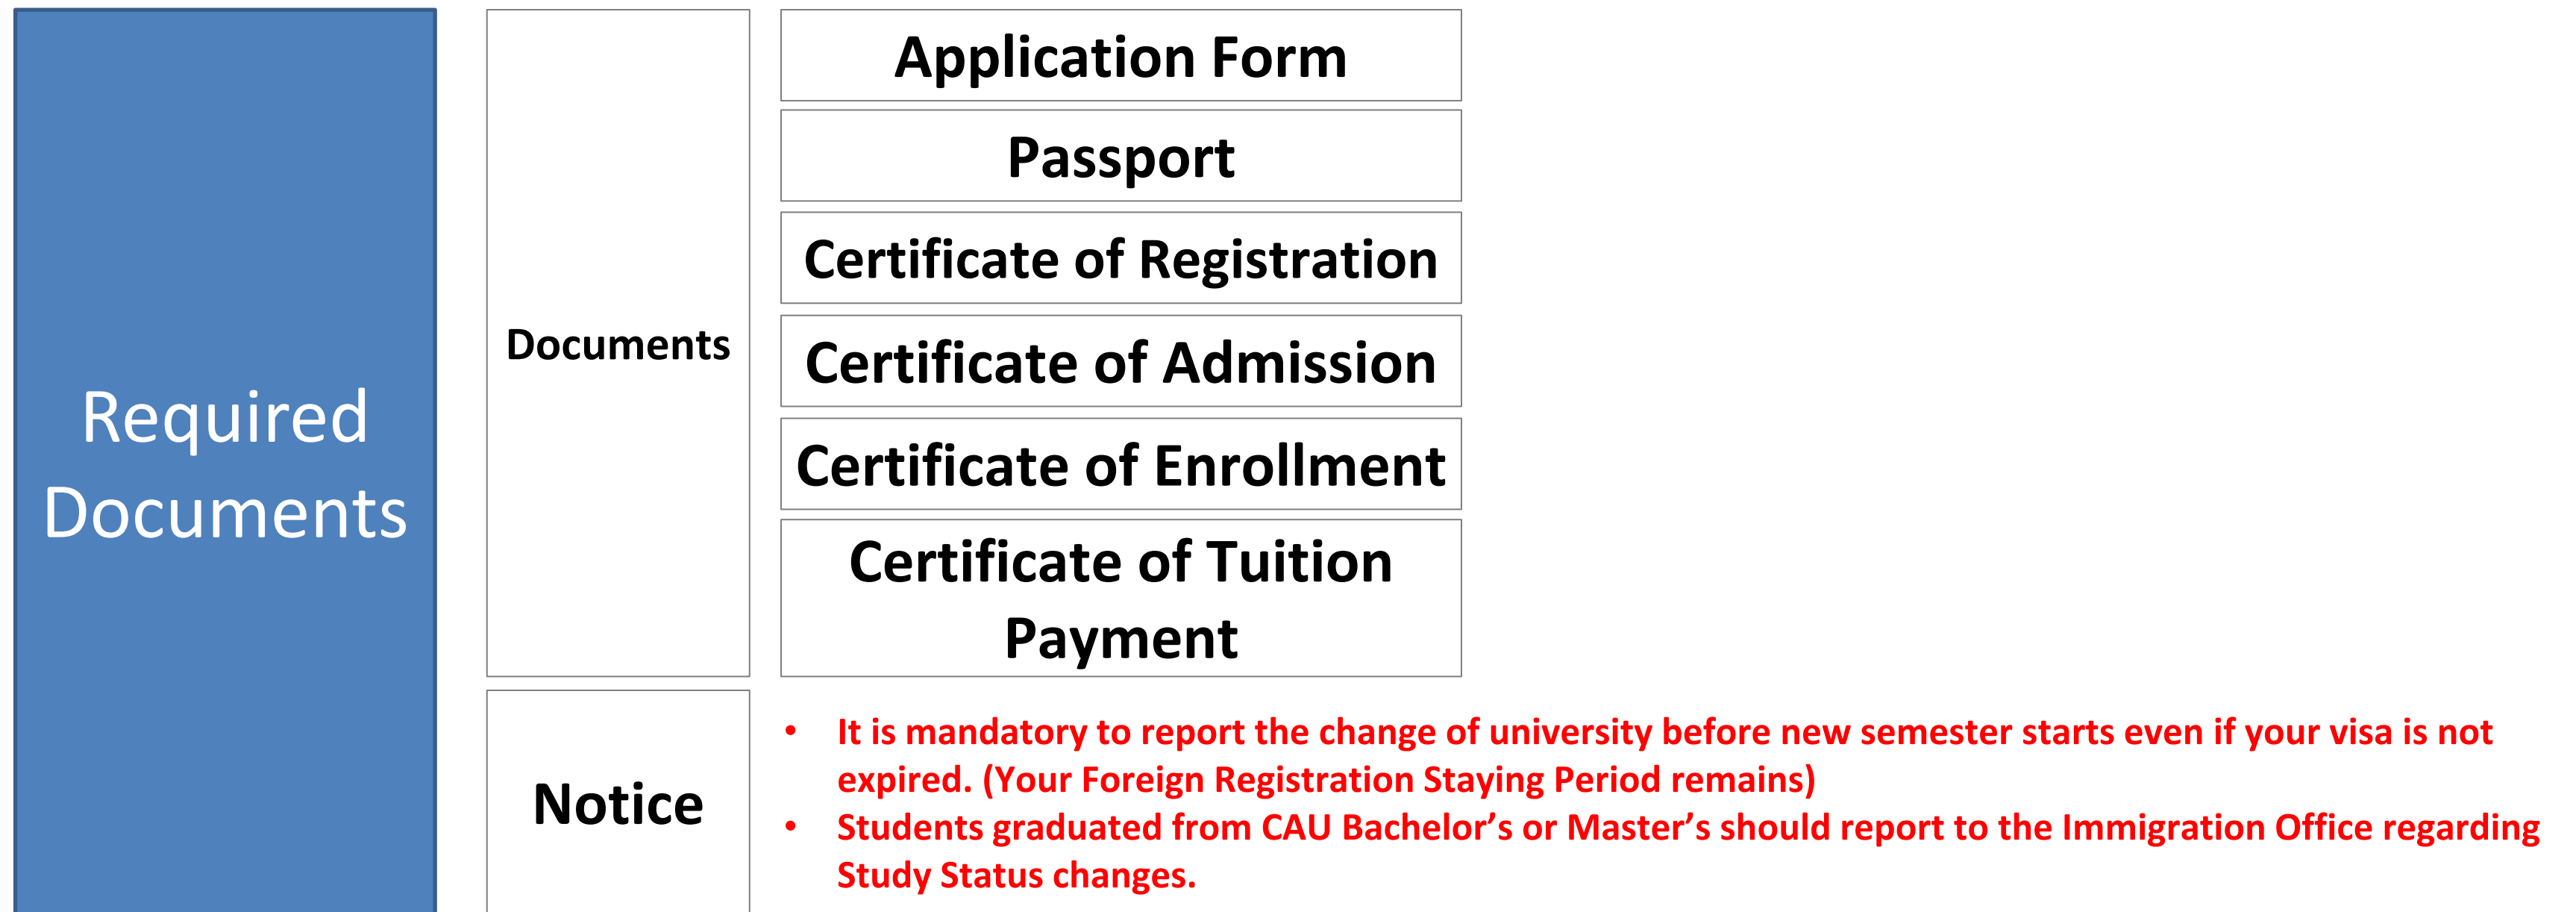 Required
Documents
Documents
Application Form
Passport
Certificate of Registration
Certificate of Admission
Certificate of Enrollment
Certificate of Tuition
Payment
Notice
• It is mandatory to report the change of university before new semester starts even if your visa is not
expired. (Your Foreign Registration Staying Period remains)
• Students graduated from CAU Bachelor’s or Master’s should report to the Immigration Office regarding
Study Status changes.